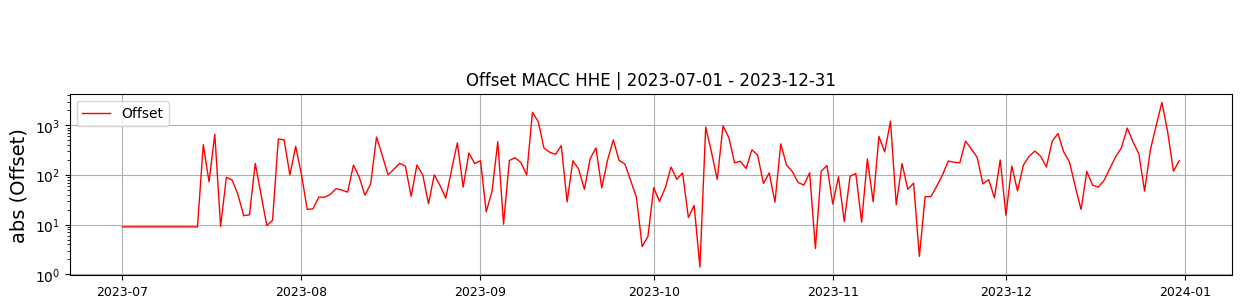 Offset MACC HHE | 2023-07-01 - 2023-12-31
Offset
abs (Offset)
10³
10²
10¹
10⁰
2023-07 2023-08 2023-09 2023-10 2023-11 2023-12 2024-01